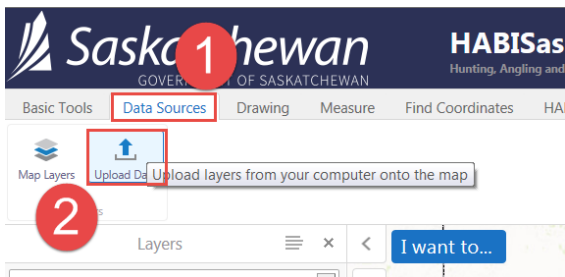 Saskatchewan
GOVERNMENT OF SASKATCHEWAN
HABISas
Hunting, Angling and
1
Basic Tools Data Sources Drawing Measure Find Coordinates HA
Map Layers Upload Da
Upload layers from your computer onto the map
2
Layers
I want to...